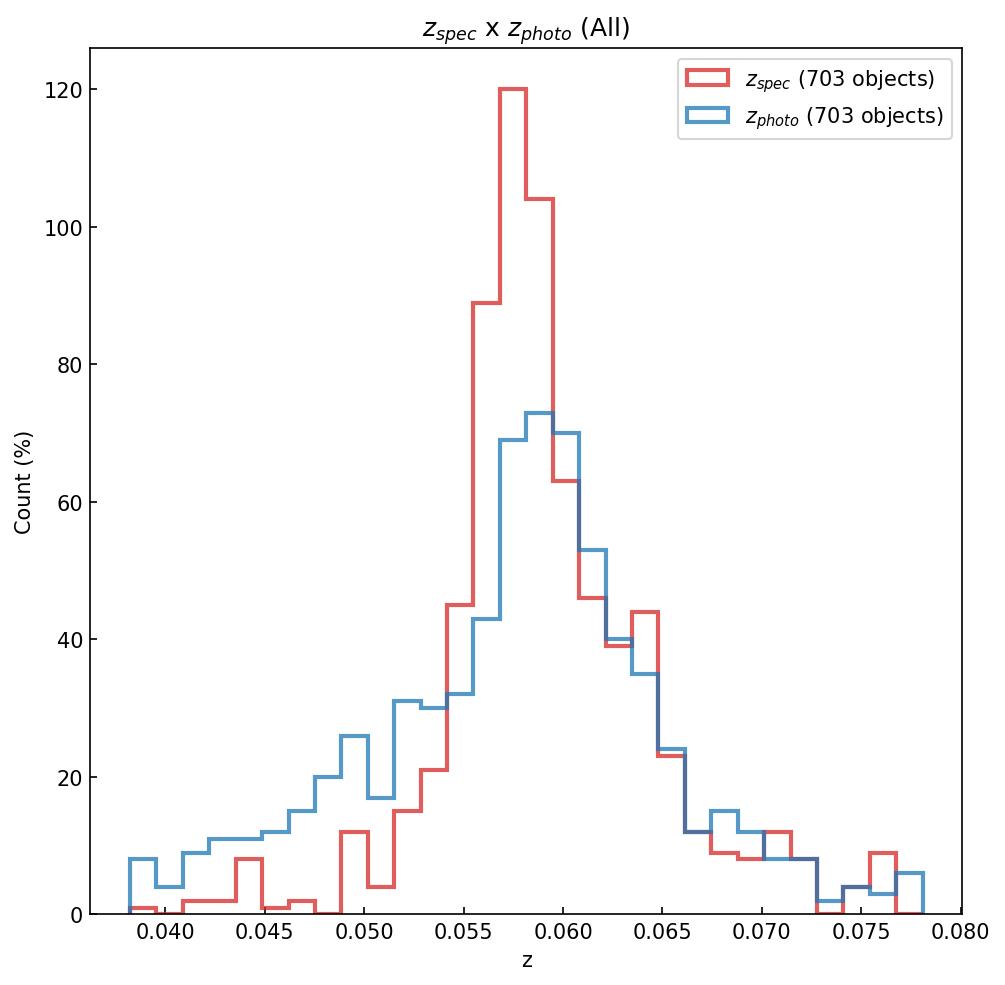 z_spec x z_photo (All)
z_spec (703 objects)
z_photo (703 objects)
Count (%)
120
100
80
60
40
20
0
0.040 0.045 0.050 0.055 0.060 0.065 0.070 0.075 0.080
z